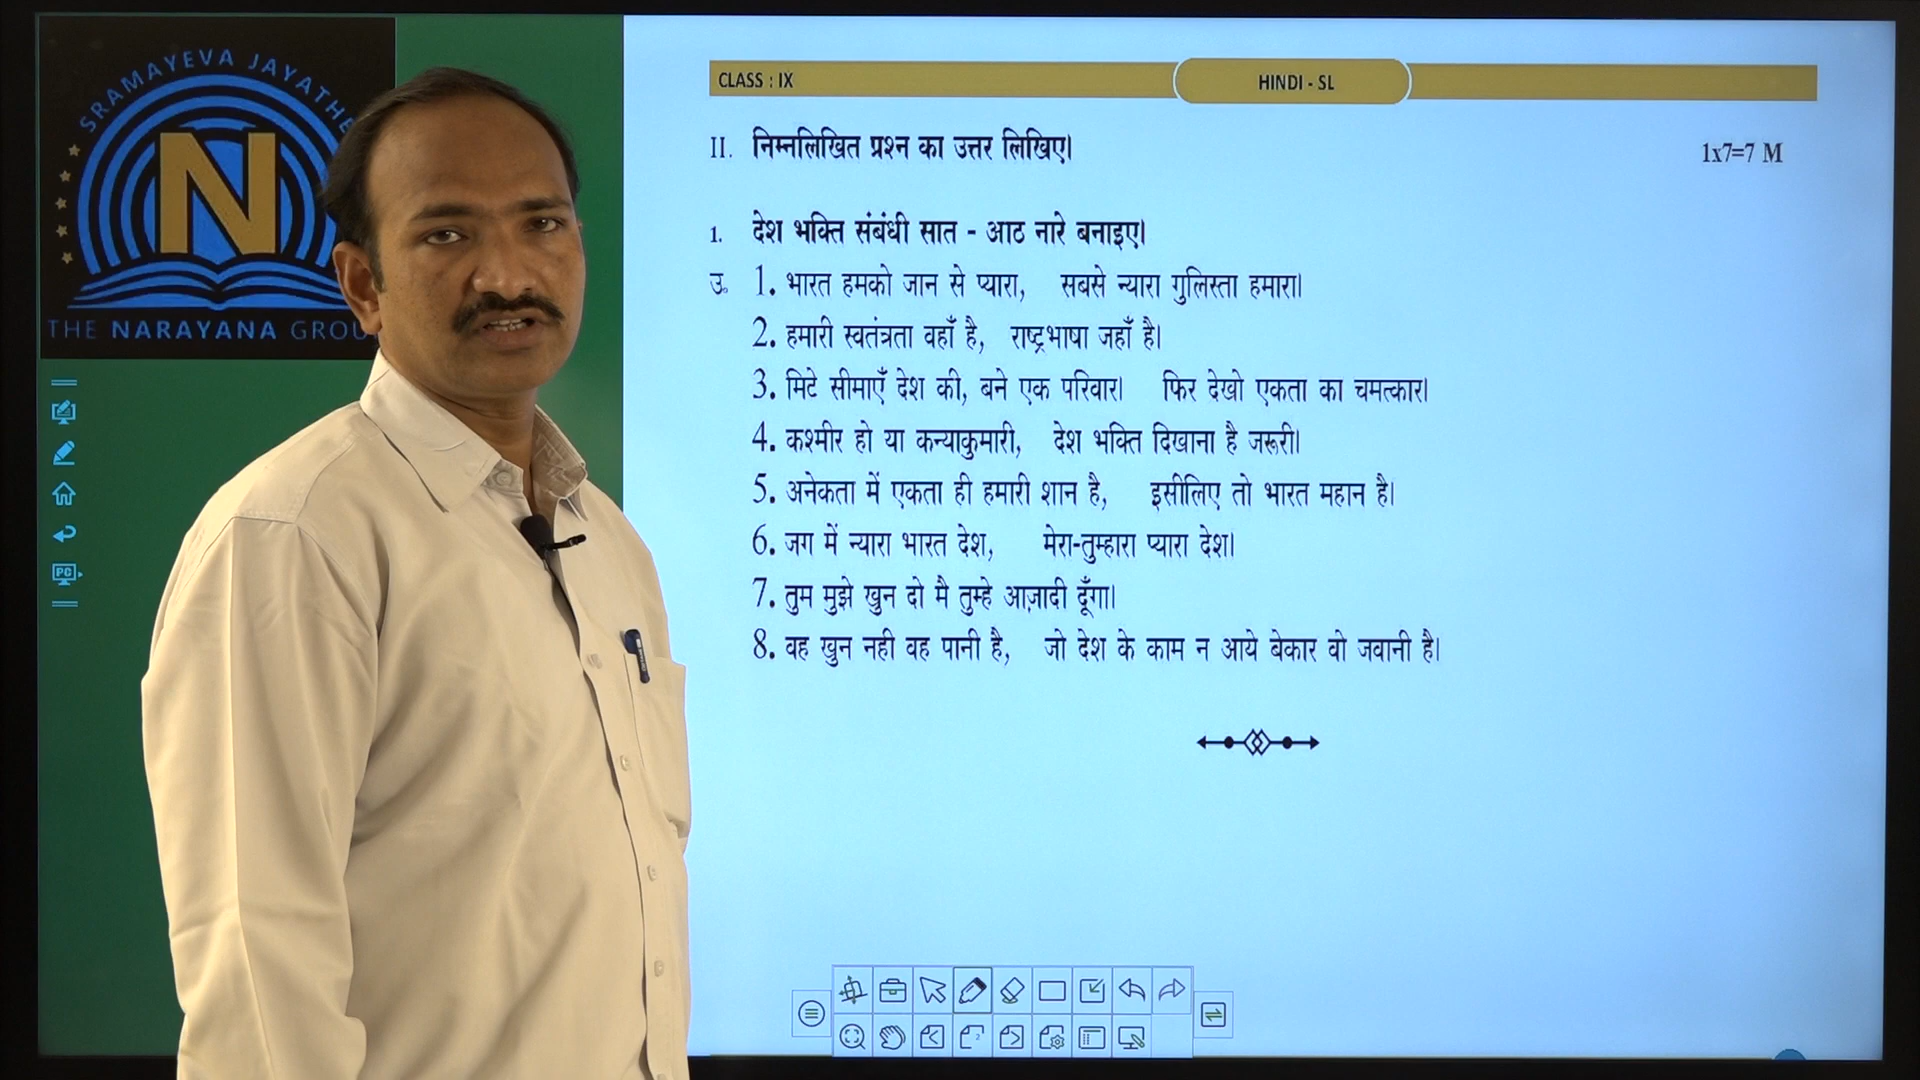 SRAMAYEVA JAYATHE
N
THE NARAYANA GROU
CLASS : IX
HINDI - SL
II. निम्नलिखित प्रश्न का उत्तर लिखिए। 1x7=7 M
1. देश भक्ति संबंधी सात - आठ नारे बनाइए।
उ. 1. भारत हमको जान से प्यारा, सबसे न्यारा गुलिस्ता हमारा।
2. हमारी स्वतंत्रता वहाँ है, राष्ट्रभाषा जहाँ है।
3. मिटे सीमाएँ देश की, बने एक परिवार। फिर देखो एकता का चमत्कार।
4. कश्मीर हो या कन्याकुमारी, देश भक्ति दिखाना है जरूरी।
5. अनेकता में एकता ही हमारी शान है, इसीलिए तो भारत महान है।
6. जग में न्यारा भारत देश, मेरा-तुम्हारा प्यारा देश।
7. तुम मुझे खुन दो मै तुम्हे आज़ादी दूँगा।
8. वह खुन नही वह पानी है, जो देश के काम न आये बेकार वो जवानी है।
PC